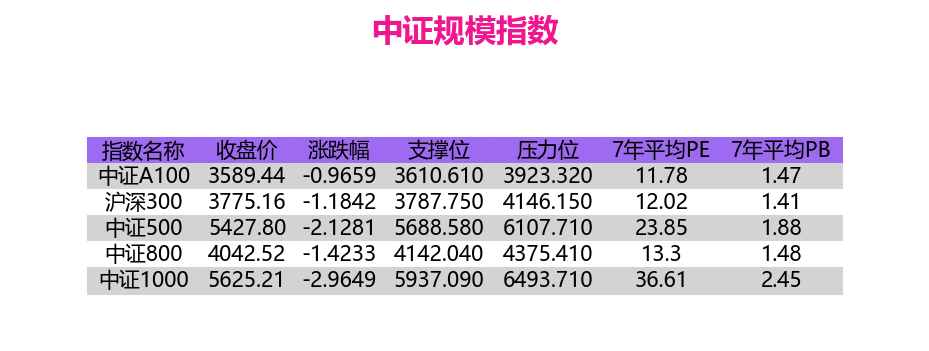 中证规模指数
指数名称 收盘价 涨跌幅 支撑位 压力位 7年平均PE 7年平均PB
中证A100 3589.44 -0.9659 3610.610 3923.320 11.78 1.47
沪深300 3775.16 -1.1842 3787.750 4146.150 12.02 1.41
中证500 5427.80 -2.1281 5688.580 6107.710 23.85 1.88
中证800 4042.52 -1.4233 4142.040 4375.410 13.3 1.48
中证1000 5625.21 -2.9649 5937.090 6493.710 36.61 2.45